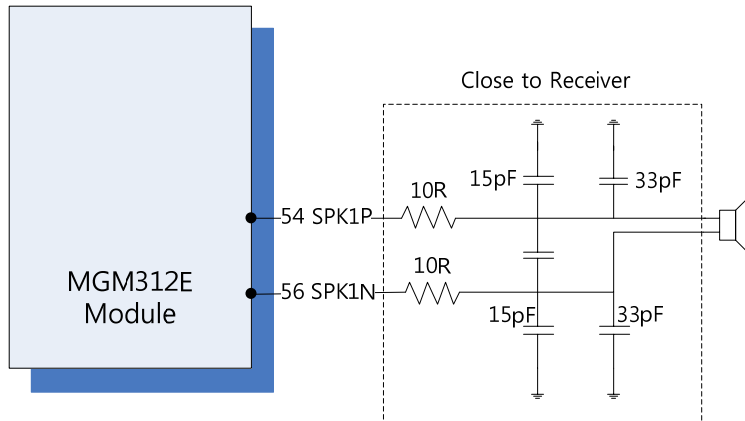 Close to Receiver
15pF
33pF
10R
54 SPK1P
10R
56 SPK1N
15pF
33pF
MGM312E
Module